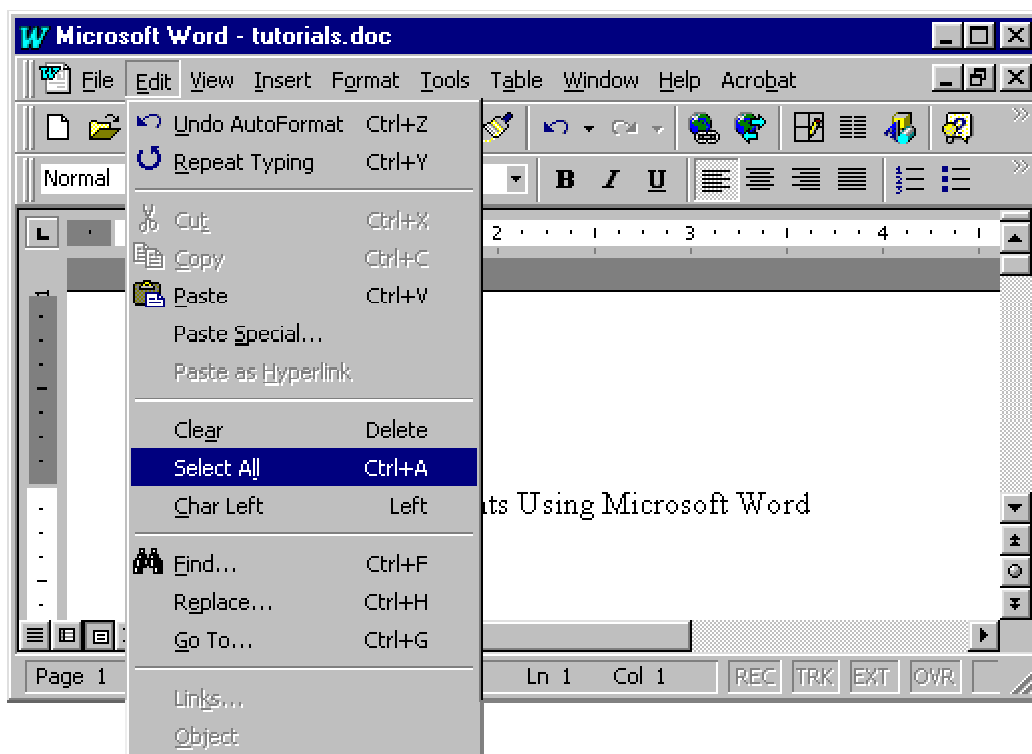 Microsoft Word - tutorials.doc
File Edit View Insert Format Tools Table Window Help Acrobat
Undo AutoFormat Ctrl+Z
Repeat Typing Ctrl+Y
Normal
B I U
Cut Ctrl+X
2 3 4
Copy Ctrl+C
Paste Ctrl+V
Paste Special...
Paste as Hyperlink
Clear Delete
Select All Ctrl+A
Char Left Left
nts Using Microsoft Word
Find... Ctrl+F
Replace... Ctrl+H
Go To... Ctrl+G
Page 1 Ln 1 Col 1 REC TRK EXT OVR
Links...
Object